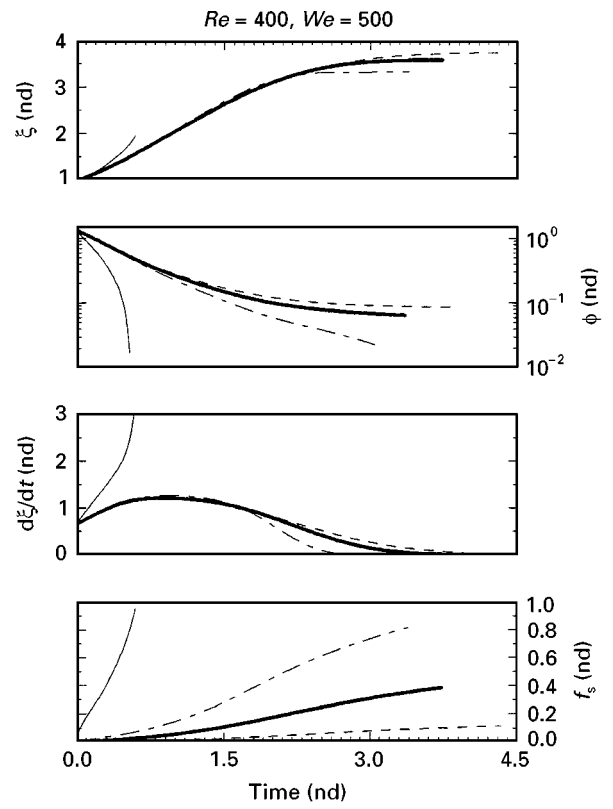 Re = 400, We = 500
4
3
2
1
ξ (nd)
10⁰
10⁻¹
10⁻²
ϕ (nd)
3
2
1
0
dξ/dt (nd)
1.0
0.8
0.6
0.4
0.2
0.0
fₛ (nd)
0.0 1.5 3.0 4.5
Time (nd)